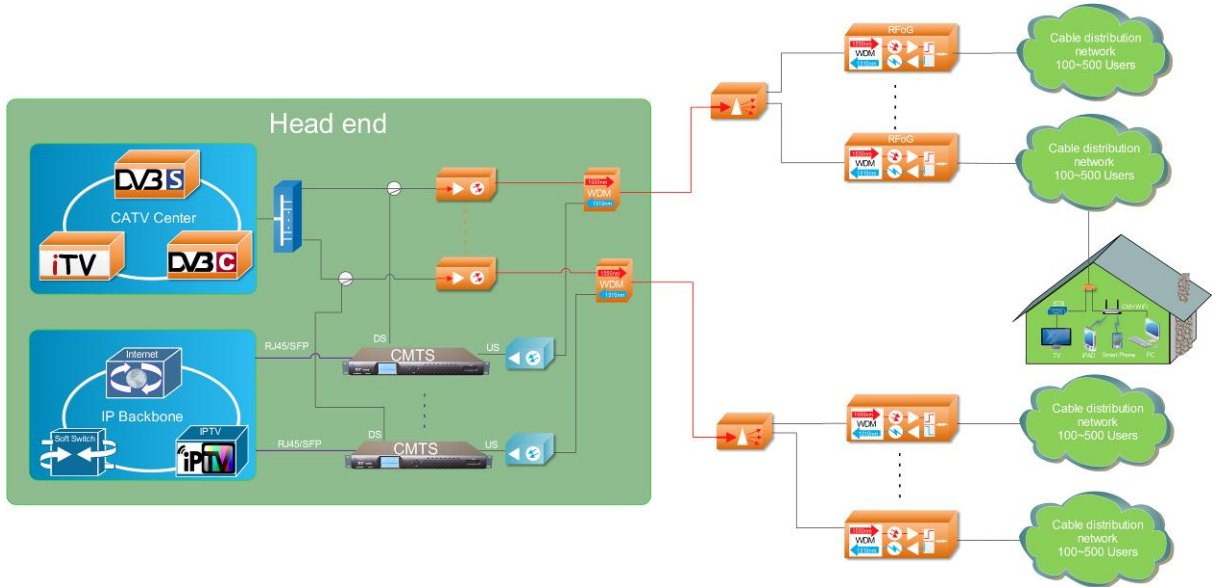 Head end
DVB S
CATV Center
iTV
DVB C
Internet
IP Backbone
Soft Switch
IPTV
iPTV
RJ45/SFP
DS
CMTS
US
RJ45/SFP
DS
CMTS
US
1550nm
WDM
1310nm
1550nm
WDM
1310nm
RFoG
1550nm
WDM
1310nm
Cable distribution
network
100~500 Users
RFoG
1550nm
WDM
1310nm
Cable distribution
network
100~500 Users
CM+WiFi
TV
IPAD
Smart Phone
PC
1550nm
WDM
1310nm
Cable distribution
network
100~500 Users
1550nm
WDM
1310nm
Cable distribution
network
100~500 Users